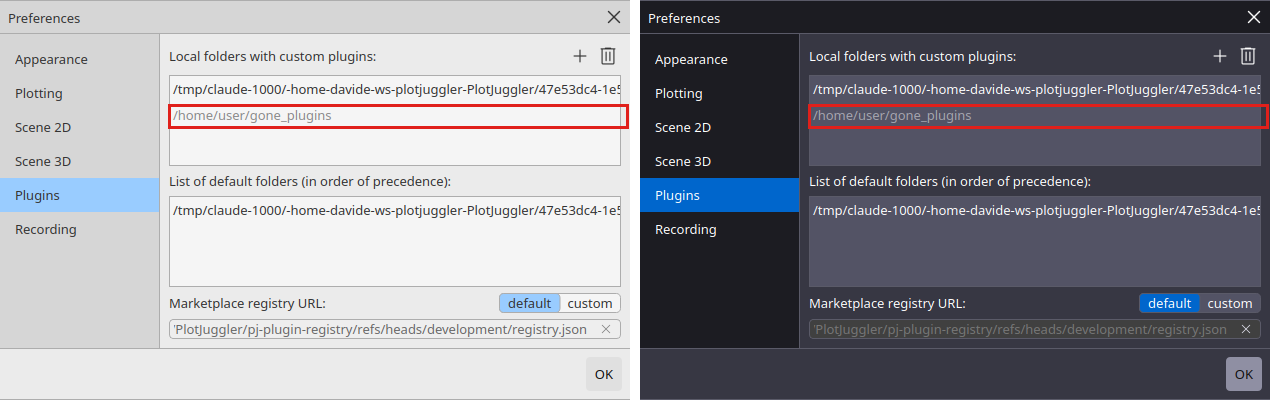 Preferences
Appearance
Plotting
Scene 2D
Scene 3D
Plugins
Recording
Local folders with custom plugins:
/tmp/claude-1000/-home-davide-ws-plotjuggler-PlotJuggler/47e53dc4-1e5
/home/user/gone_plugins
List of default folders (in order of precedence):
/tmp/claude-1000/-home-davide-ws-plotjuggler-PlotJuggler/47e53dc4-1e5
Marketplace registry URL:
default custom
'PlotJuggler/pj-plugin-registry/refs/heads/development/registry.json
OK
Preferences
Appearance
Plotting
Scene 2D
Scene 3D
Plugins
Recording
Local folders with custom plugins:
/tmp/claude-1000/-home-davide-ws-plotjuggler-PlotJuggler/47e53dc4-1e5
/home/user/gone_plugins
List of default folders (in order of precedence):
/tmp/claude-1000/-home-davide-ws-plotjuggler-PlotJuggler/47e53dc4-1e5
Marketplace registry URL:
default custom
'PlotJuggler/pj-plugin-registry/refs/heads/development/registry.json
OK